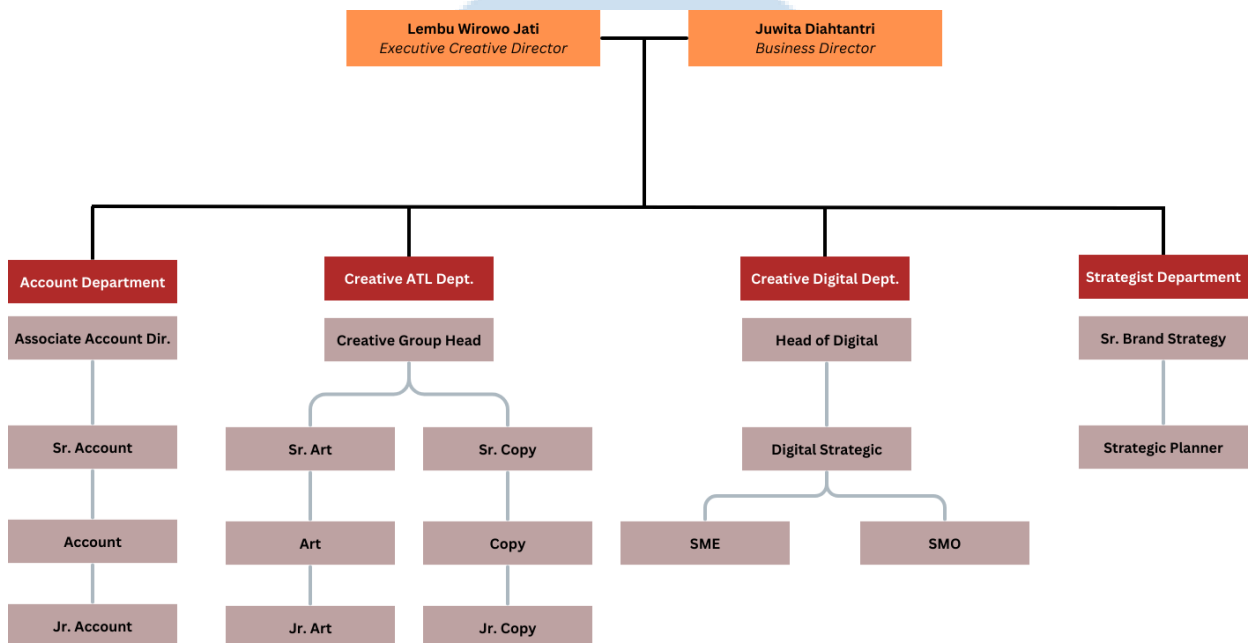 Lembu Wirowo Jati
Executive Creative Director
Juwita Diahtantri
Business Director
Account Department
Creative ATL Dept.
Creative Digital Dept.
Strategist Department
Associate Account Dir.
Creative Group Head
Head of Digital
Sr. Brand Strategy
Sr. Account
Sr. Art
Sr. Copy
Digital Strategic
Strategic Planner
Account
Art
Copy
SME
SMO
Jr. Account
Jr. Art
Jr. Copy